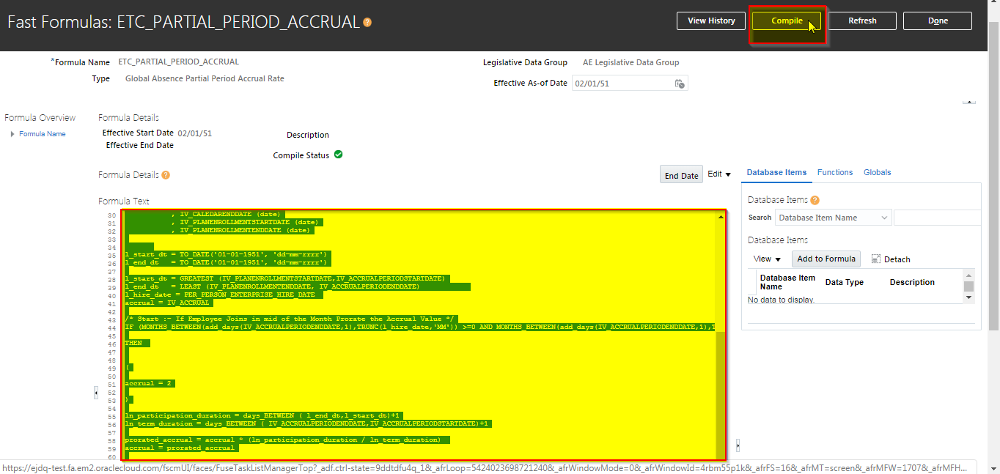 Fast Formulas: ETC_PARTIAL_PERIOD_ACCRUAL ?
View History Compile Refresh Done
*Formula Name ETC_PARTIAL_PERIOD_ACCRUAL
Type Global Absence Partial Period Accrual Rate
Legislative Data Group AE Legislative Data Group
Effective As-of Date 02/01/51
Formula Overview
Formula Name
Formula Details
Effective Start Date 02/01/51
Effective End Date
Description
Compile Status
Formula Details ?
End Date Edit
Formula Text
30 , IV_CALEDARENDDATE (date)
31 , IV_PLANENROLLMENTSTARTDATE (date)
32 , IV_PLANENROLLMENTENDDATE (date)
33
34
35 l_start_dt = TO_DATE('01-01-1951', 'dd-mm-rrrr')
36 l_end_dt = TO_DATE('01-01-1951', 'dd-mm-rrrr')
37
38 l_start_dt = GREATEST (IV_PLANENROLLMENTSTARTDATE,IV_ACCRUALPERIODSTARTDATE)
39 l_end_dt = LEAST (IV_PLANENROLLMENTENDDATE, IV_ACCRUALPERIODENDDATE)
40 l_hire_date = PER_PERSON_ENTERPRISE_HIRE_DATE
41 accrual = IV_ACCRUAL
42
43 /* Start :- If Employee Joins in mid of the Month Prorate the Accrual Value */
44 IF (MONTHS_BETWEEN(add_days(IV_ACCRUALPERIODENDDATE,1),TRUNC(l_hire_date,'MM')) >=0 AND MONTHS_BETWEEN(add_days(IV_ACCRUALPERIODENDDATE,1),T
45
46 THEN
47
48
49 (
50
51 accrual = 2
52
53 )
54
55 ln_participation_duration = days_BETWEEN ( l_end_dt,l_start_dt)+1
56 ln_term_duration = days_BETWEEN ( IV_ACCRUALPERIODENDDATE,IV_ACCRUALPERIODSTARTDATE)+1
57
58 prorated_accrual = accrual * (ln_participation_duration / ln_term_duration)
59 accrual = prorated_accrual
60
Database Items Functions Globals
Database Items ?
Search Database Item Name
Database Items
View Add to Formula Detach
Database Item Name Data Type Description
No data to display.
https://ejdq-test.fa.em2.oraclecloud.com/fscmUI/faces/FuseTaskListManagerTop?_adf.ctrl-state=9ddtdfu4q_1&_afrLoop=5424023698721240&_afrWindowMode=0&_afrWindowId=4rbm55p1k&_afrFS=16&_afrMT=screen&_afrMFW=1707&_afrMFH...